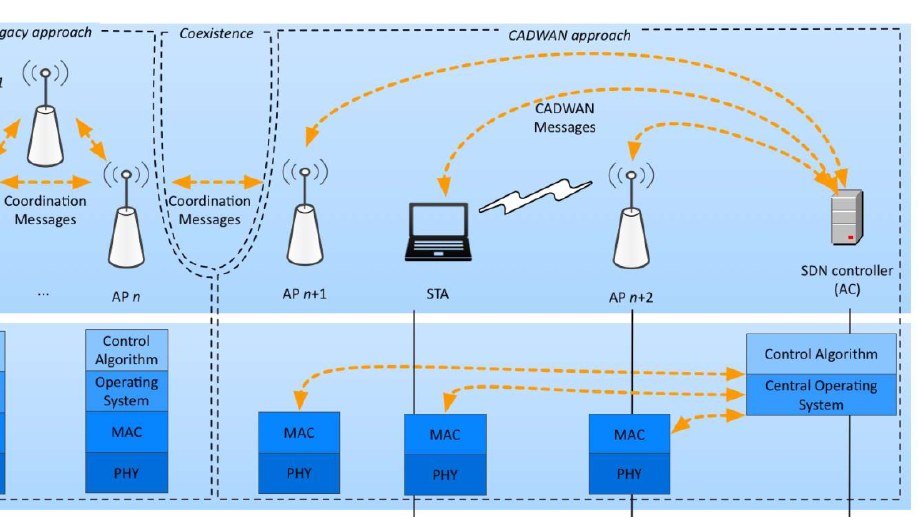 gacy approach
Coexistence
CADWAN approach
CADWAN
Messages
Coordination
Messages
Coordination
Messages
SDN controller
(AC)
...
AP n
AP n+1
STA
AP n+2
Control
Algorithm
Operating
System
MAC
PHY
MAC
PHY
MAC
PHY
MAC
PHY
Control Algorithm
Central Operating
System